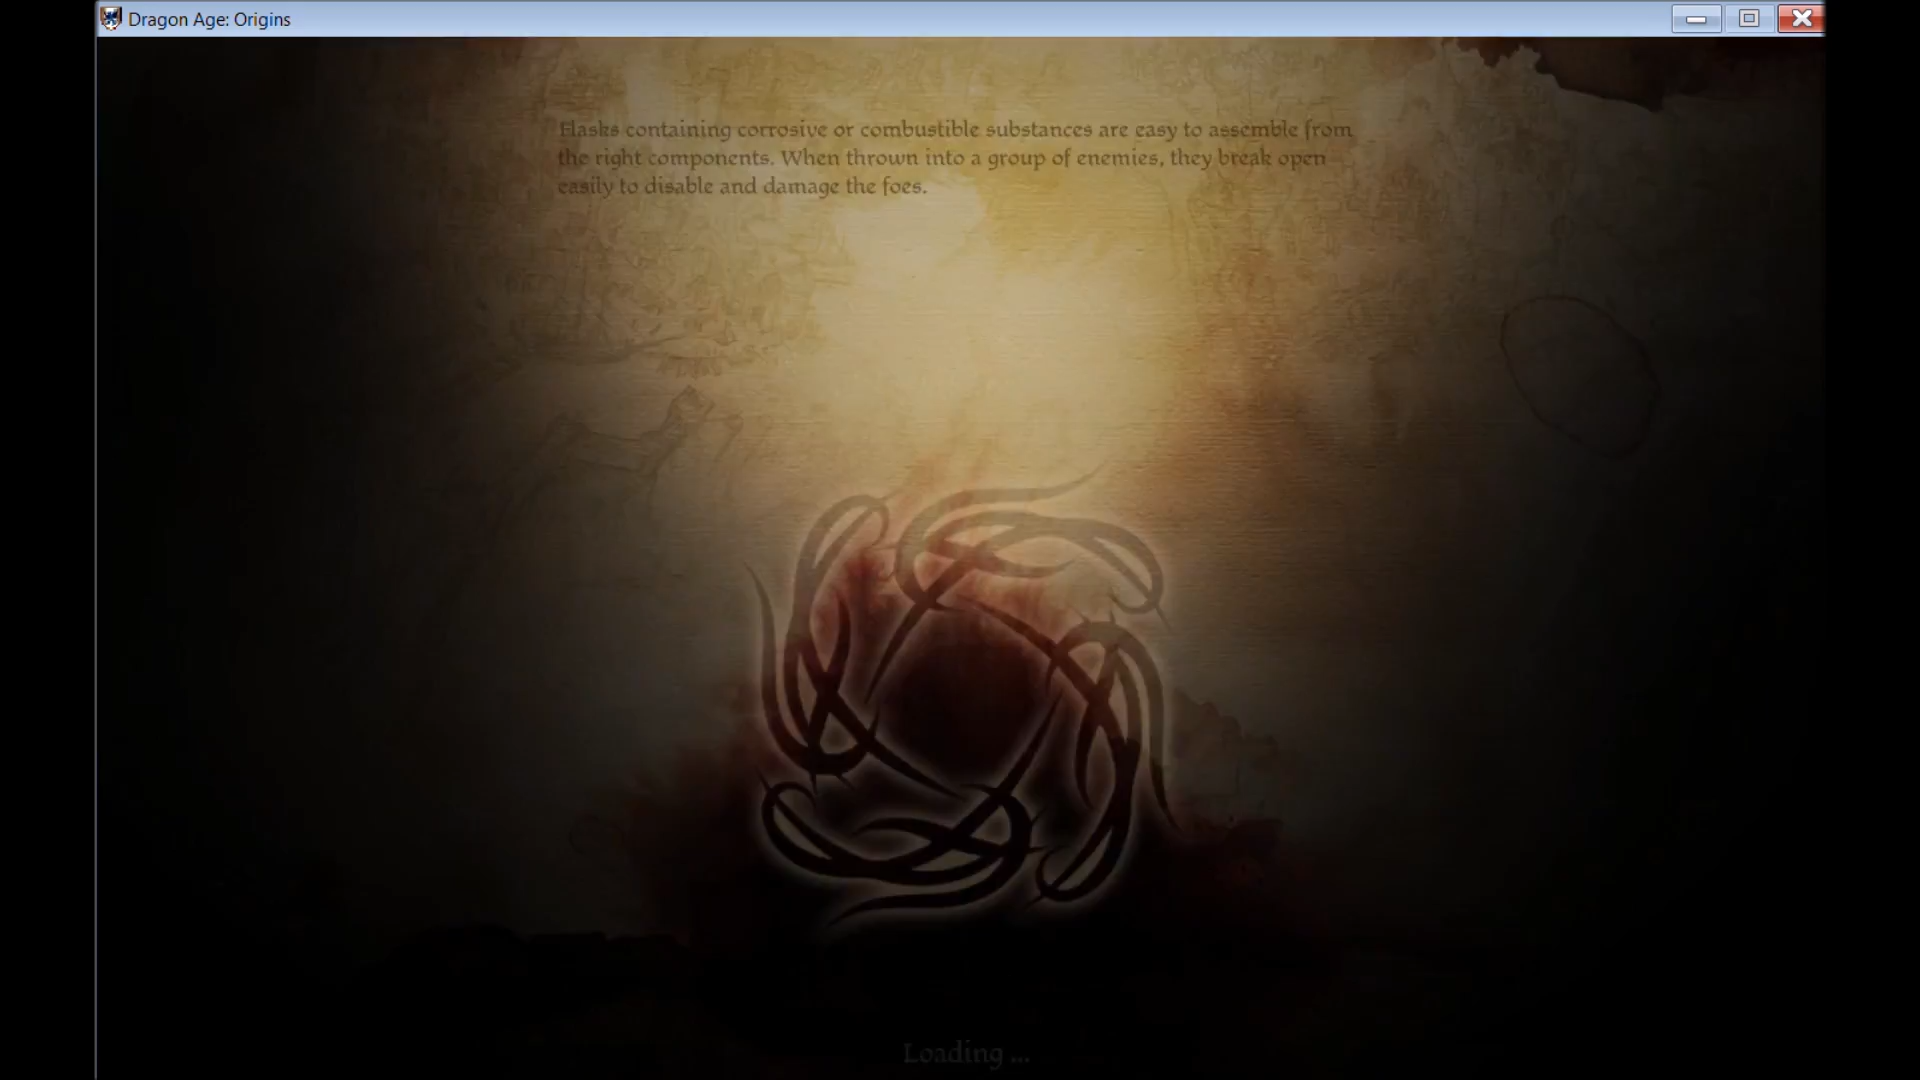 Dragon Age: Origins
Flasks containing corrosive or combustible substances are easy to assemble from
the right components. When thrown into a group of enemies, they break open
easily to disable and damage the foes.
Loading ...